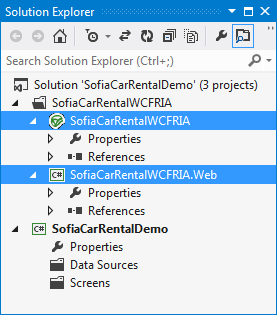 Solution Explorer
Search Solution Explorer (Ctrl+;)
Solution 'SofiaCarRentalDemo' (3 projects)
SofiaCarRentalWCFRIA
SofiaCarRentalWCFRIA
Properties
References
C# SofiaCarRentalWCFRIA.Web
Properties
References
C# SofiaCarRentalDemo
Properties
Data Sources
Screens